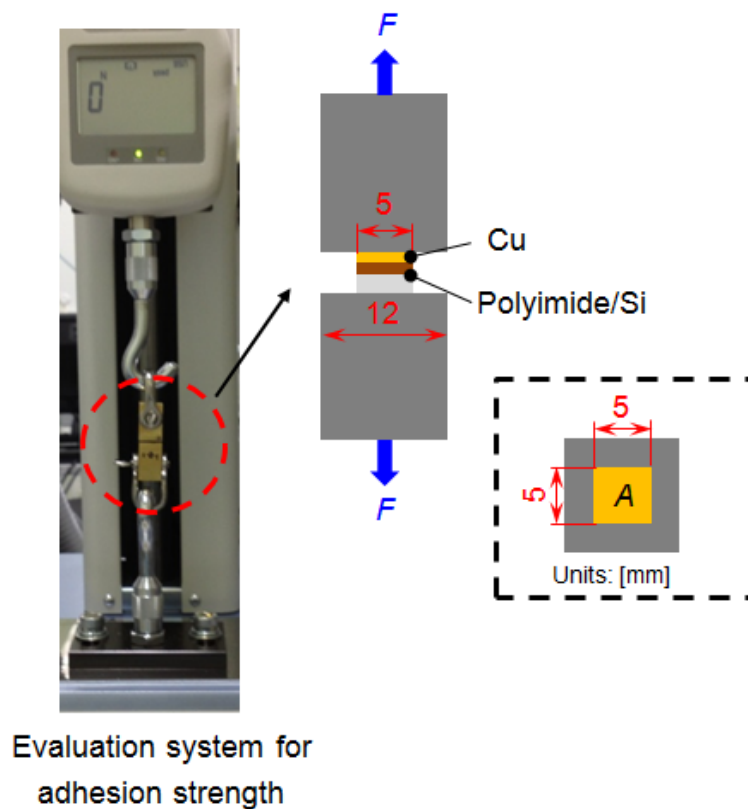 F
0
N
5
Cu
Polyimide/Si
12
F
5
5
A
Units: [mm]
Evaluation system for
adhesion strength